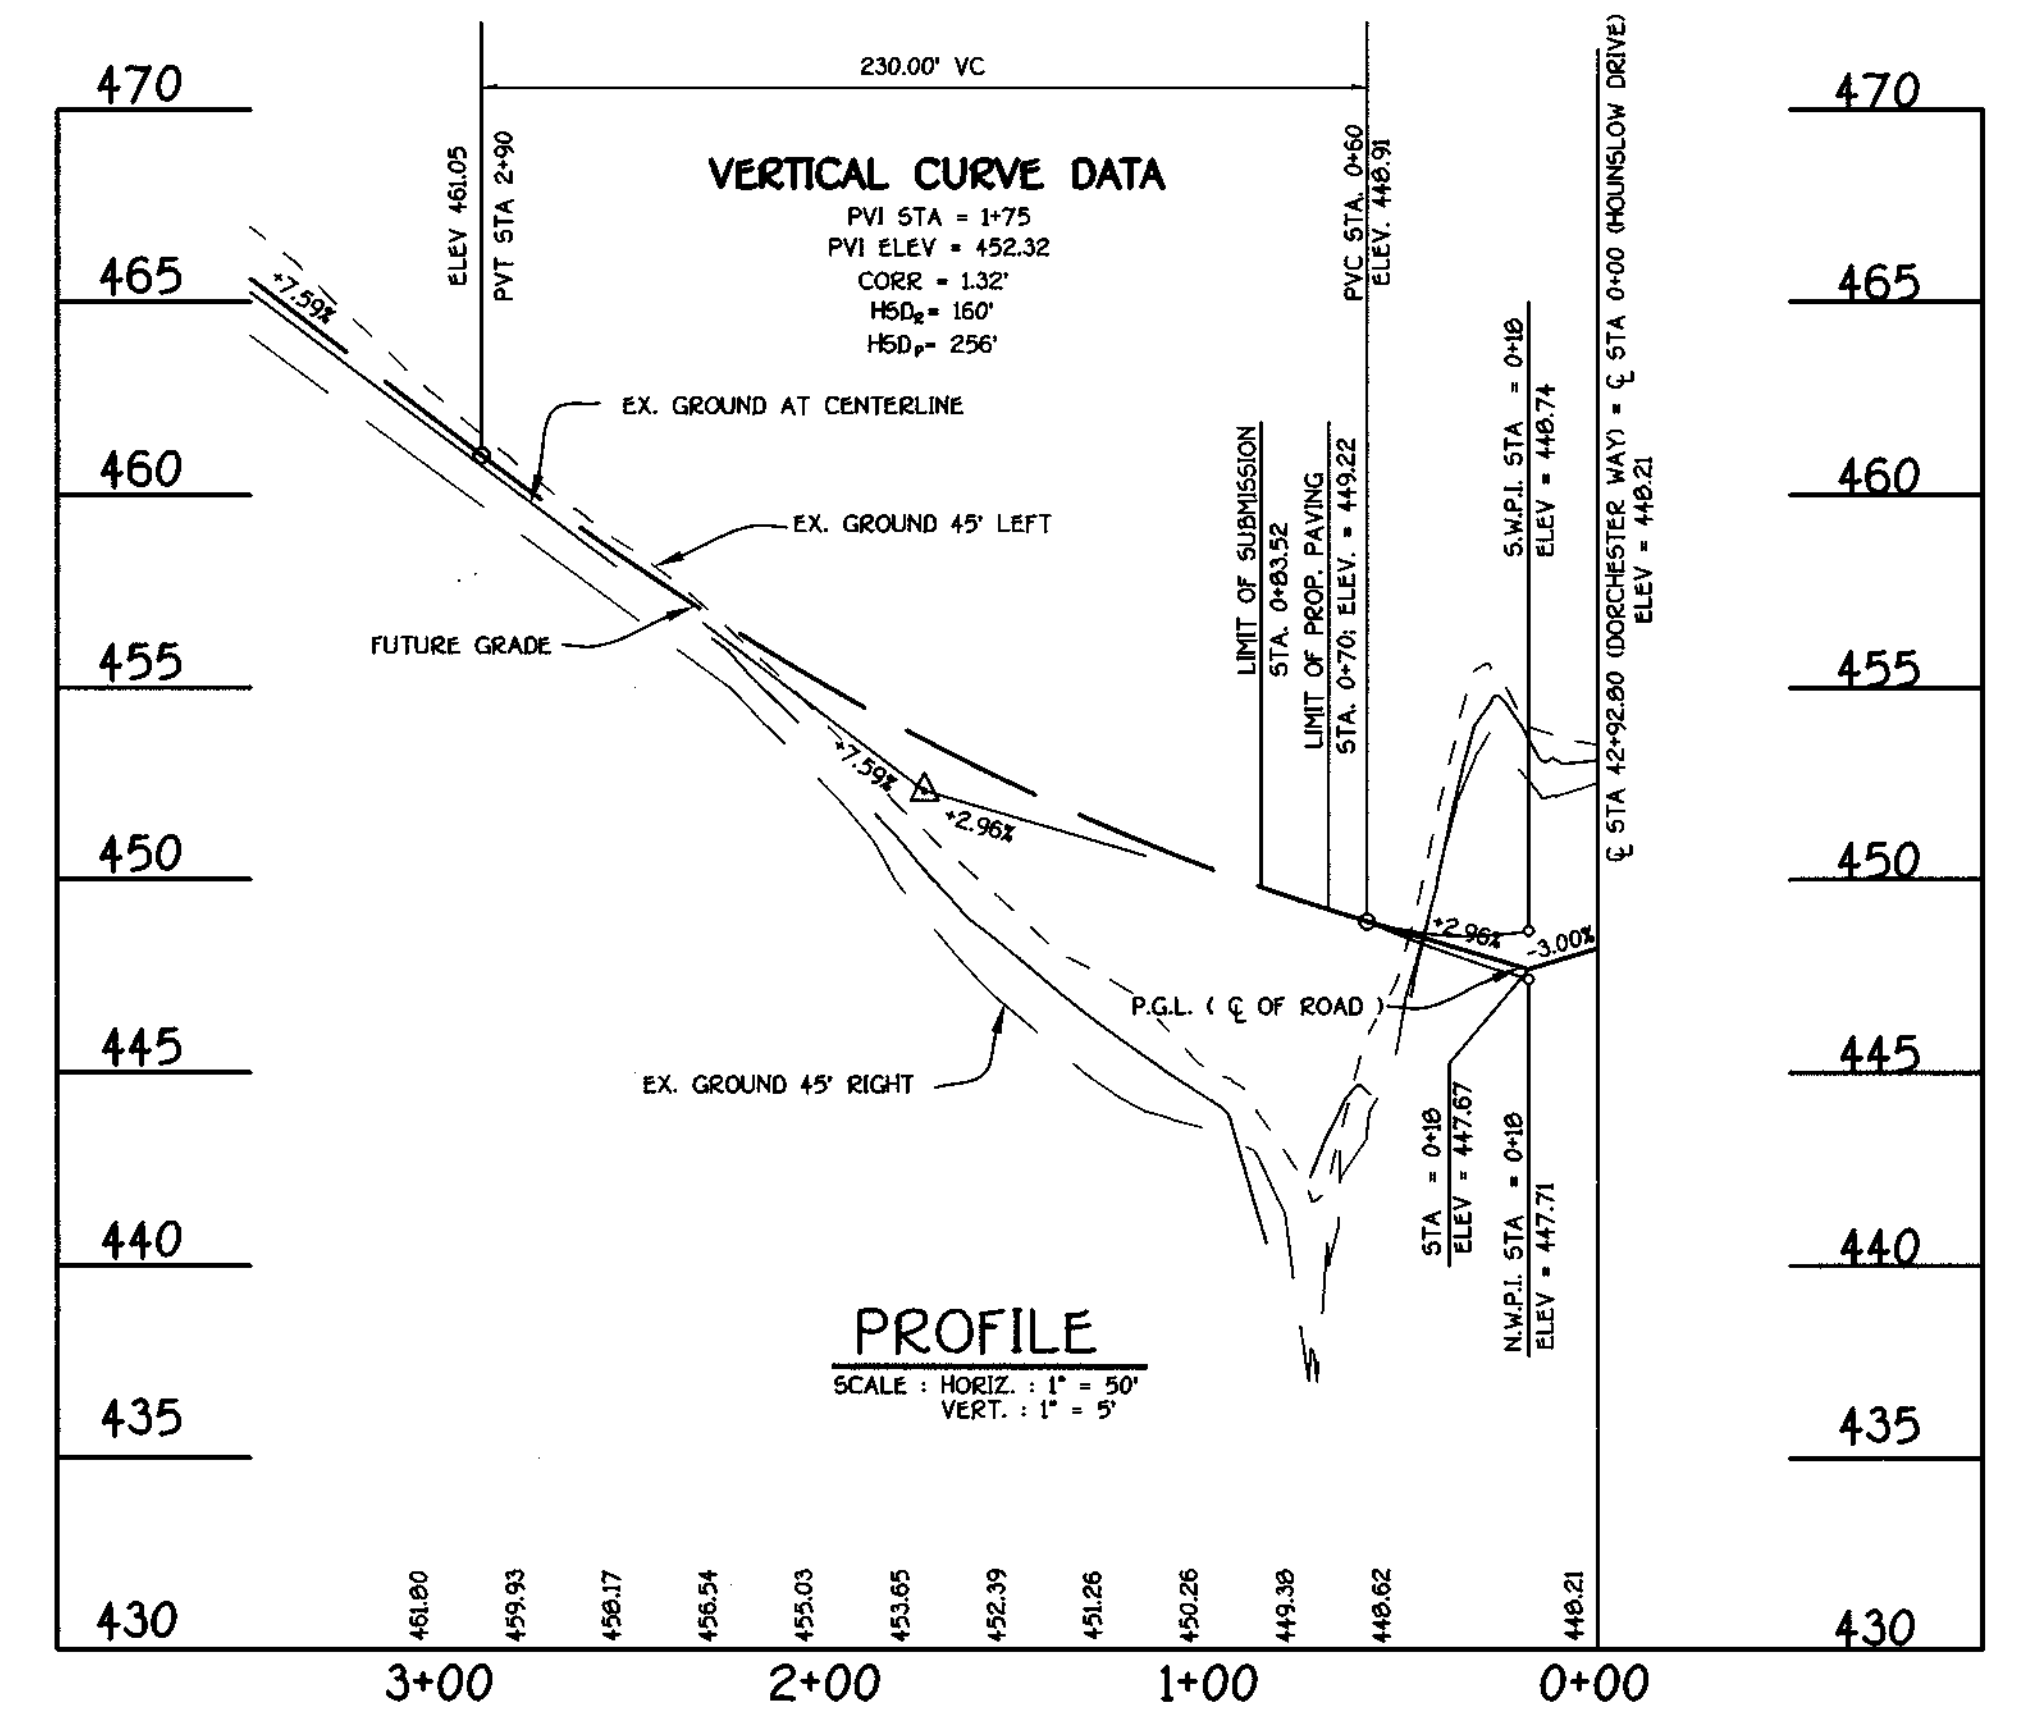 230.00' VC
VERTICAL CURVE DATA
PVI STA = 1+75
PVI ELEV = 452.32
CORR = 1.32'
HSDR= 160'
HSDP= 256'
ELEV 461.05
PVT STA 2+90
PVC STA. 0+60
ELEV. 448.91
℄ STA 42+92.80 (DORCHESTER WAY) = ℄ STA 0+00 (HOUNSLOW DRIVE)
ELEV = 448.21
S.W.P.I. STA = 0+18
ELEV = 448.74
LIMIT OF SUBMISSION
STA. 0+83.52
LIMIT OF PROP. PAVING
STA. 0+70; ELEV. = 449.22
470
465
460
455
450
445
440
435
430
470
465
460
455
450
445
440
435
430
+7.59%
EX. GROUND AT CENTERLINE
EX. GROUND 45' LEFT
FUTURE GRADE
+7.59%
+2.96%
+2.96%
-3.00%
P.G.L. ( ℄ OF ROAD )
EX. GROUND 45' RIGHT
STA = 0+18
ELEV = 447.67
N.W.P.I. STA = 0+18
ELEV = 447.71
PROFILE
SCALE : HORIZ. : 1" = 50'
VERT. : 1" = 5'
461.80
459.93
458.17
456.54
455.03
453.65
452.39
451.26
450.26
449.38
448.62
448.21
3+00
2+00
1+00
0+00